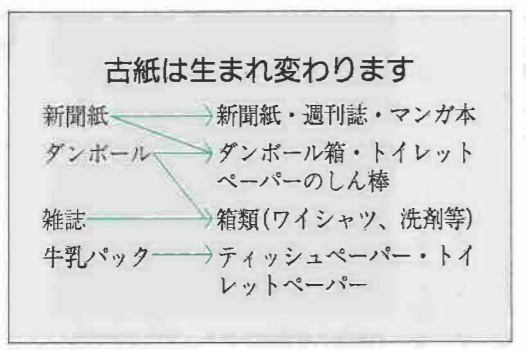 古紙は生まれ変わります
新聞紙→新聞紙・週刊誌・マンガ本
ダンボール→ダンボール箱・トイレット
ペーパーのしん棒
雑誌→箱類(ワイシャツ、洗剤等)
牛乳パック→ティッシュペーパー・トイ
レットペーパー